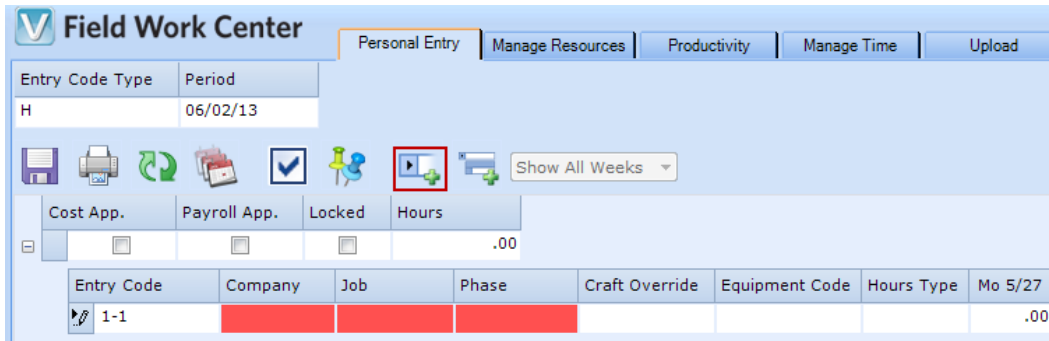 Field Work Center
Personal Entry Manage Resources Productivity Manage Time Upload
Entry Code Type Period
H 06/02/13
Show All Weeks
Cost App. Payroll App. Locked Hours
.00
Entry Code Company Job Phase Craft Override Equipment Code Hours Type Mo 5/27
1-1 .00